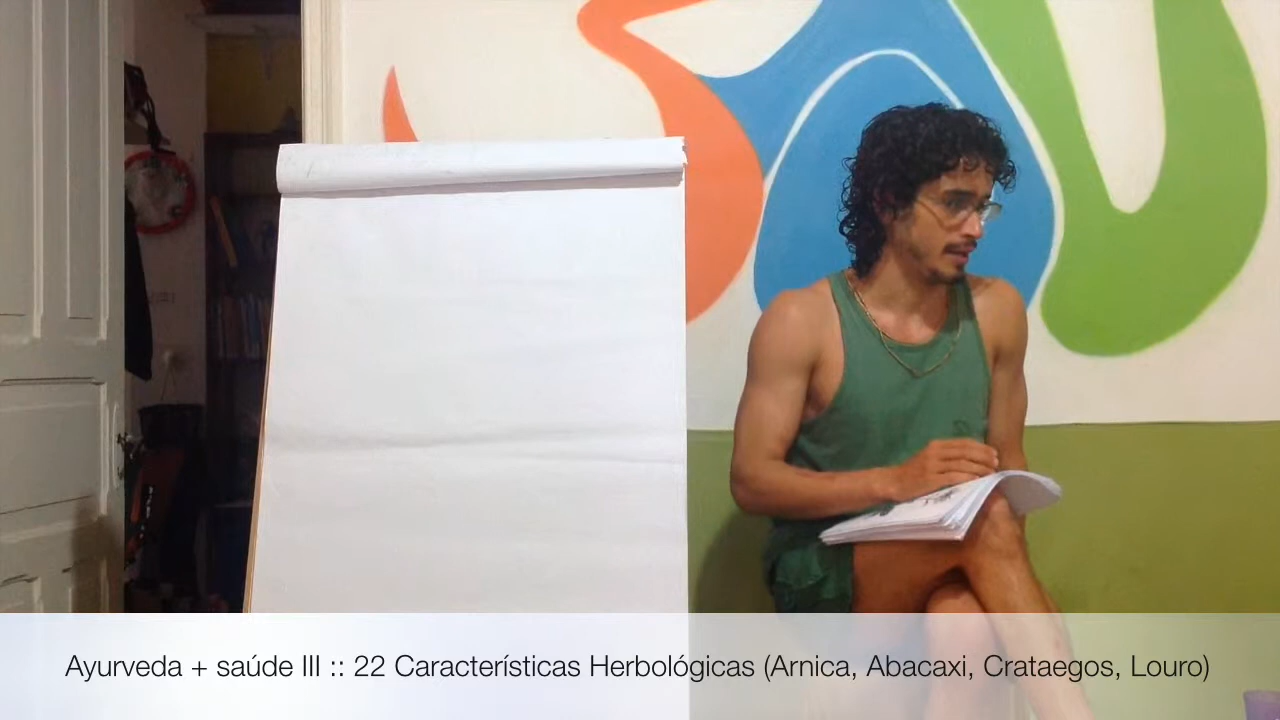 Ayurveda + saúde III :: 22 Características Herbológicas (Arnica, Abacaxi, Crataegos, Louro)